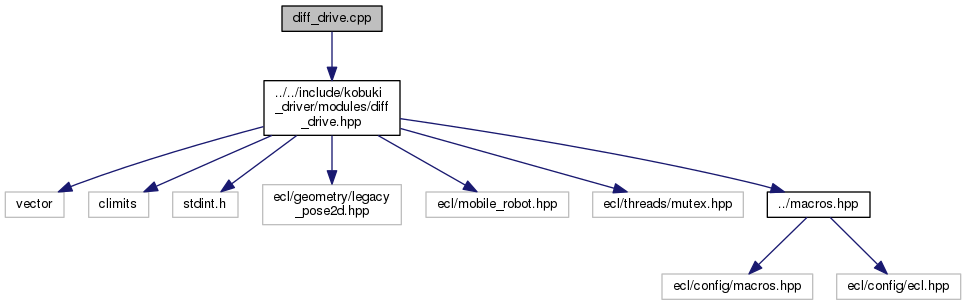 diff_drive.cpp
../../include/kobuki
_driver/modules/diff
_drive.hpp
vector
climits
stdint.h
ecl/geometry/legacy
_pose2d.hpp
ecl/mobile_robot.hpp
ecl/threads/mutex.hpp
../macros.hpp
ecl/config/macros.hpp
ecl/config/ecl.hpp